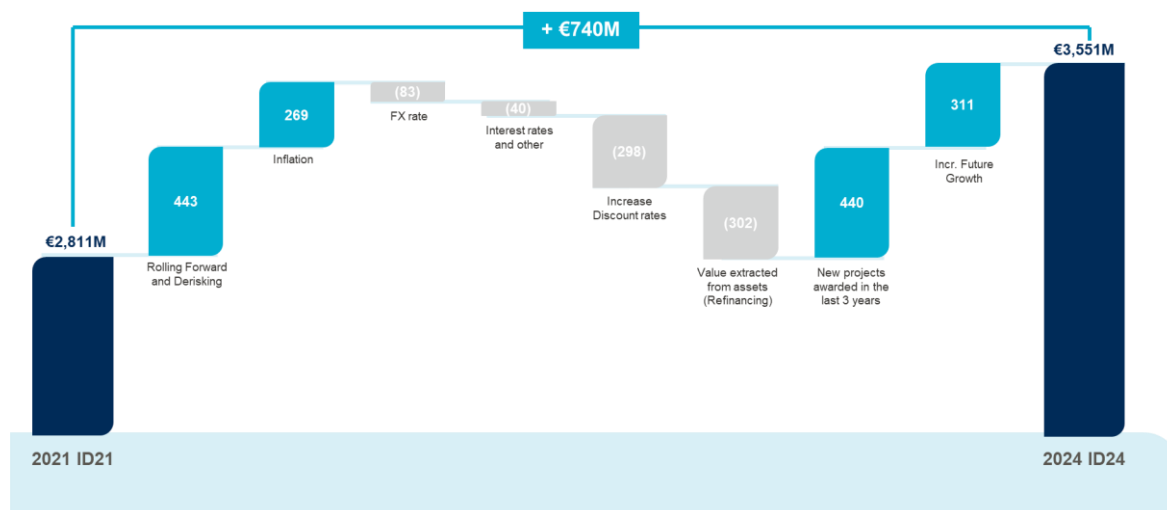 + €740M
€3,551M
€2,811M
443
Rolling Forward
and Derisking
269
Inflation
(83)
FX rate
(40)
Interest rates
and other
(298)
Increase
Discount rates
(302)
Value extracted
from assets
(Refinancing)
440
New projects
awarded in the
last 3 years
311
Incr. Future
Growth
2021 ID21
2024 ID24